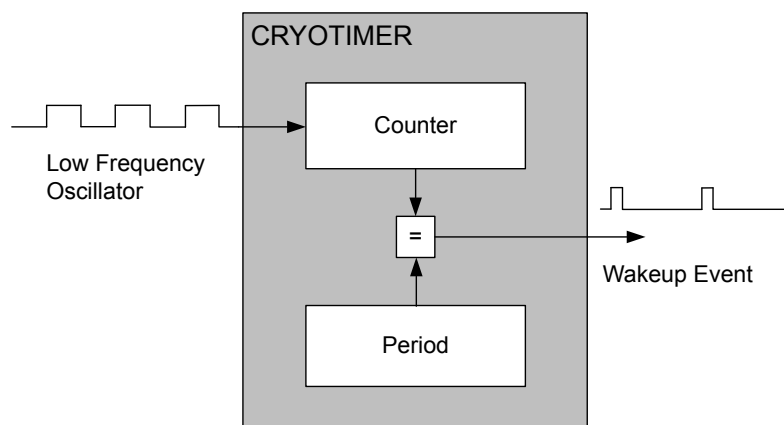 CRYOTIMER
Counter
Low Frequency
Oscillator
=
Wakeup Event
Period